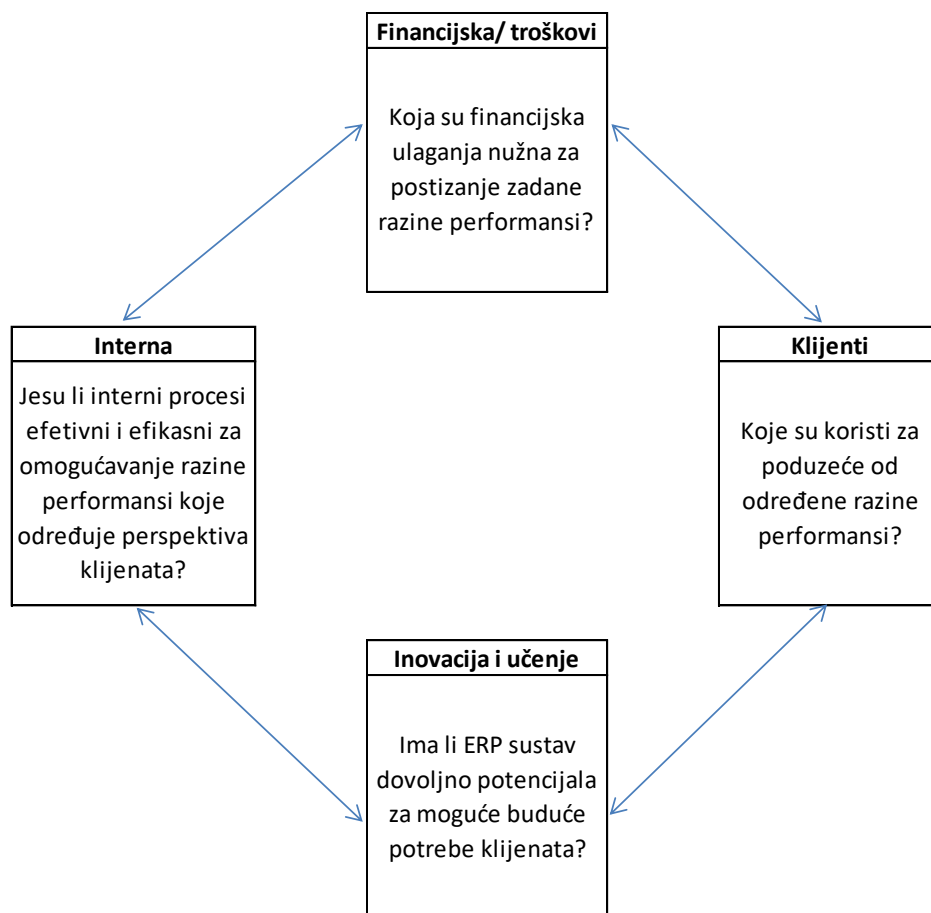 Financijska/ troškovi
Koja su financijska
ulaganja nužna za
postizanje zadane
razine performansi?
Interna
Jesu li interni procesi
efetivni i efikasni za
omogućavanje razine
performansi koje
određuje perspektiva
klijenata?
Klijenti
Koje su koristi za
poduzeće od
određene razine
performansi?
Inovacija i učenje
Ima li ERP sustav
dovoljno potencijala
za moguće buduće
potrebe klijenata?